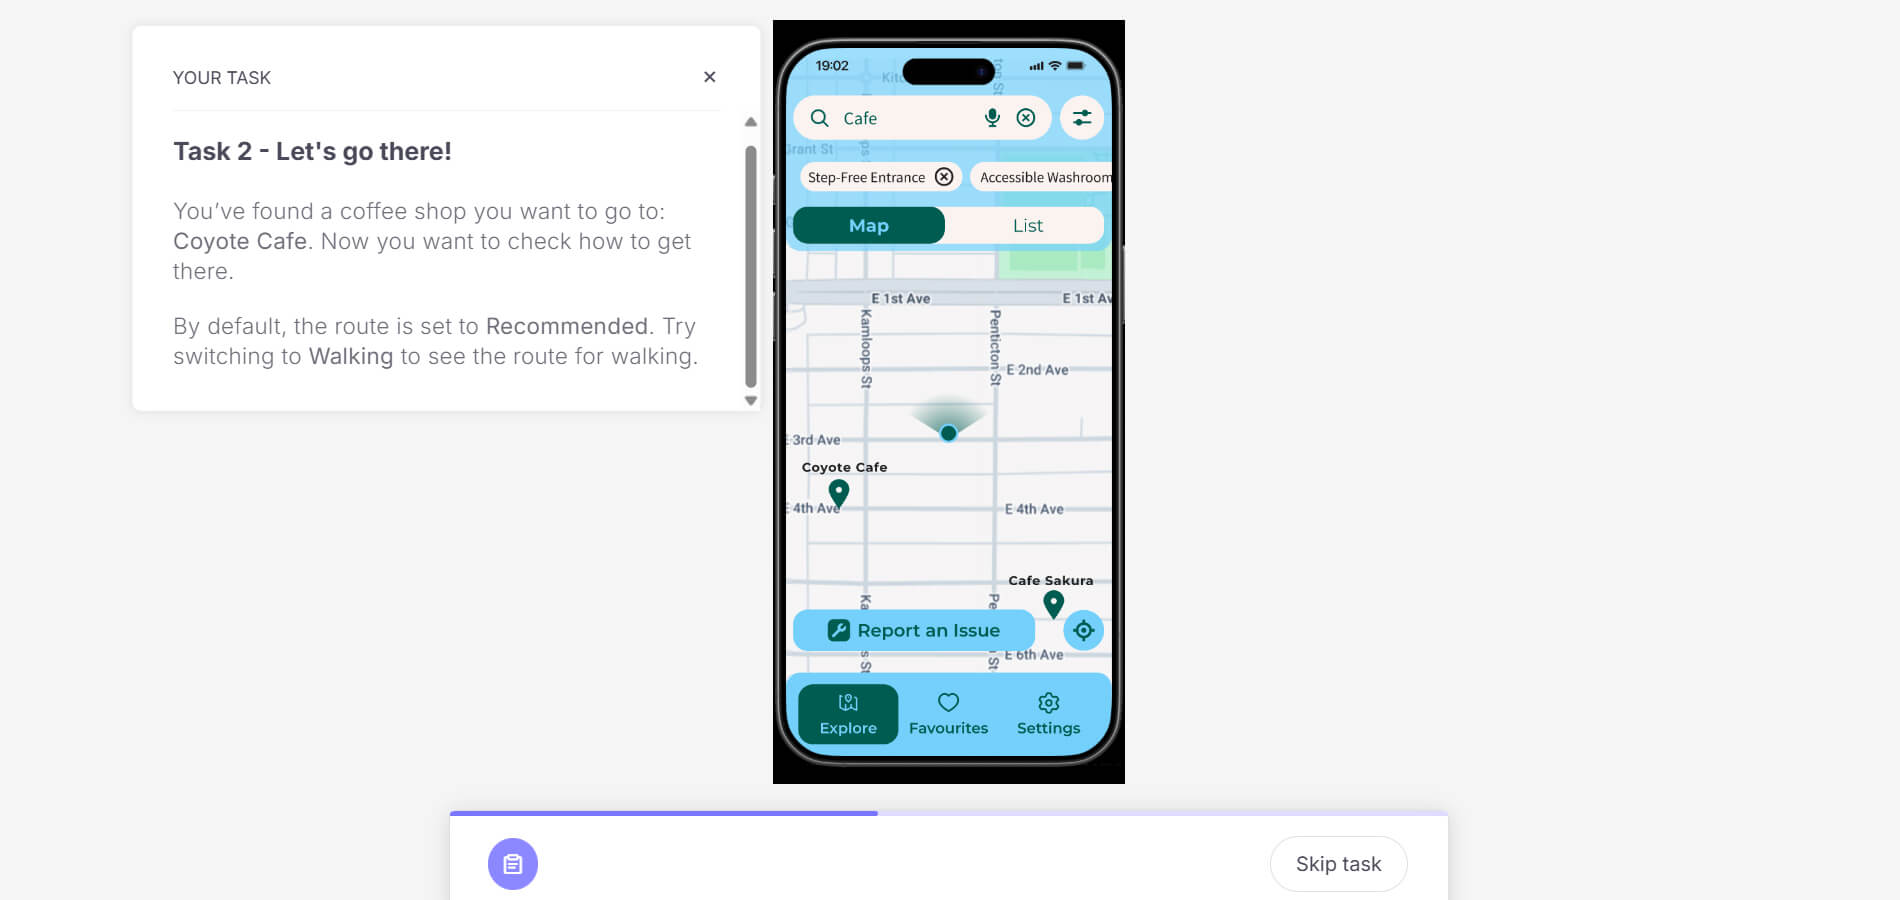 YOUR TASK
Task 2 - Let's go there!
You've found a coffee shop you want to go to:
Coyote Cafe. Now you want to check how to get
there.
By default, the route is set to Recommended. Try
switching to Walking to see the route for walking.
19:02
Cafe
Grant St
Step-Free Entrance
Accessible Washroom
Map
List
E 1st Ave
E 1st Av
Kamloops St
Penticton St
E 2nd Ave
E 3rd Ave
Coyote Cafe
E 4th Ave
E 4th Ave
Cafe Sakura
Report an Issue
E 6th Ave
Explore
Favourites
Settings
Skip task